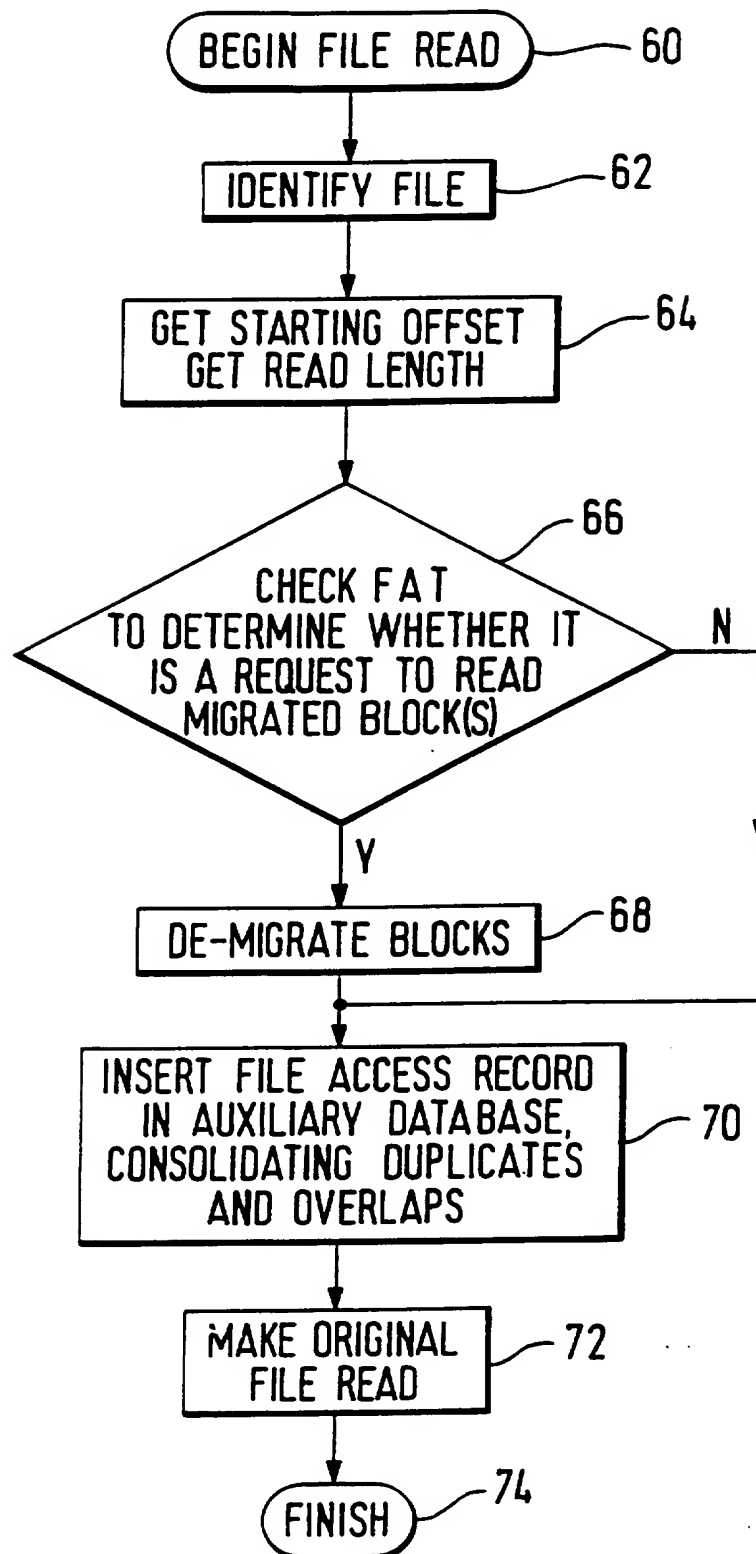 BEGIN FILE READ
60
IDENTIFY FILE
62
GET STARTING OFFSET
GET READ LENGTH
64
66
CHECK FAT
TO DETERMINE WHETHER IT
IS A REQUEST TO READ
MIGRATED BLOCK(S)
N
Y
DE-MIGRATE BLOCKS
68
INSERT FILE ACCESS RECORD
IN AUXILIARY DATABASE,
CONSOLIDATING DUPLICATES
AND OVERLAPS
70
MAKE ORIGINAL
FILE READ
72
FINISH
74